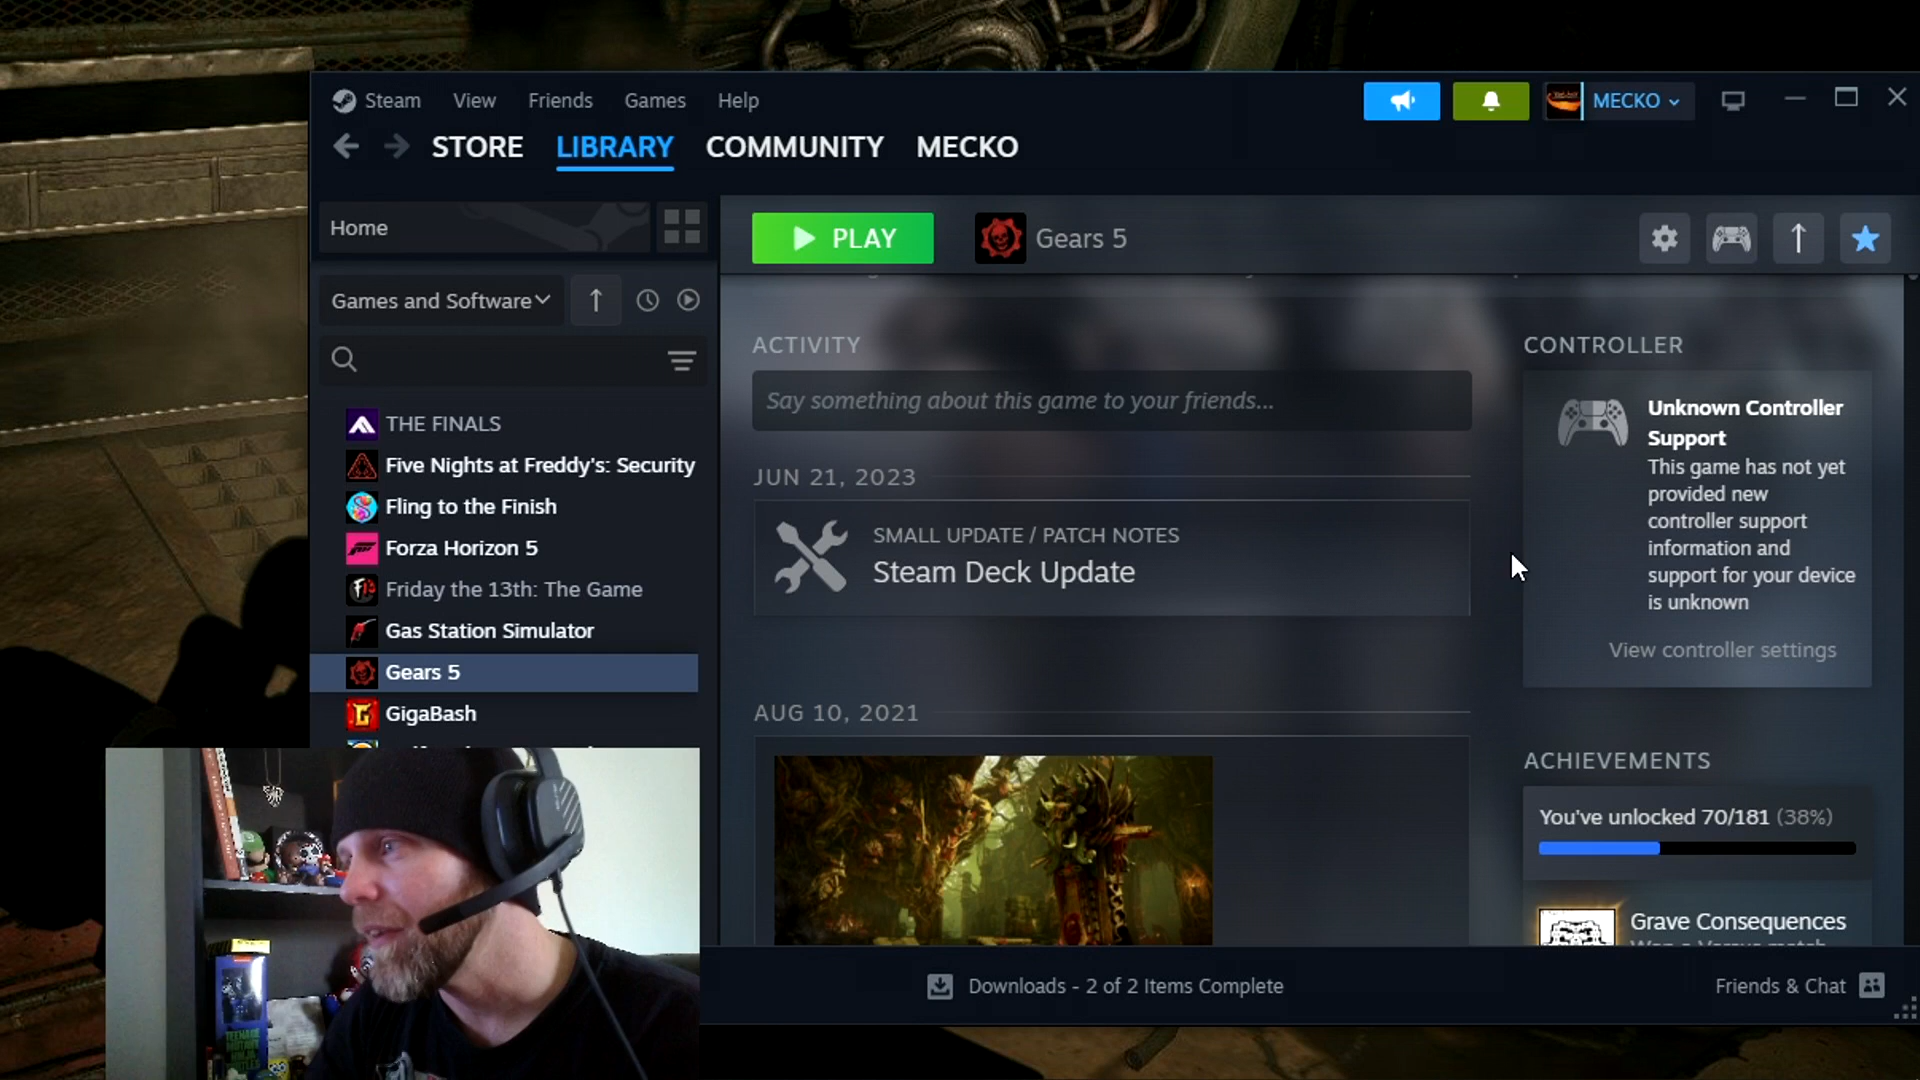 Steam View Friends Games Help
MECKO
STORE LIBRARY COMMUNITY MECKO
Home
PLAY
Gears 5
Games and Software
THE FINALS
Five Nights at Freddy's: Security
Fling to the Finish
Forza Horizon 5
Friday the 13th: The Game
Gas Station Simulator
Gears 5
GigaBash
ACTIVITY
Say something about this game to your friends...
JUN 21, 2023
SMALL UPDATE / PATCH NOTES
Steam Deck Update
AUG 10, 2021
CONTROLLER
Unknown Controller
Support
This game has not yet
provided new
controller support
information and
support for your device
is unknown
View controller settings
ACHIEVEMENTS
You've unlocked 70/181 (38%)
Grave Consequences
Downloads - 2 of 2 Items Complete
Friends & Chat